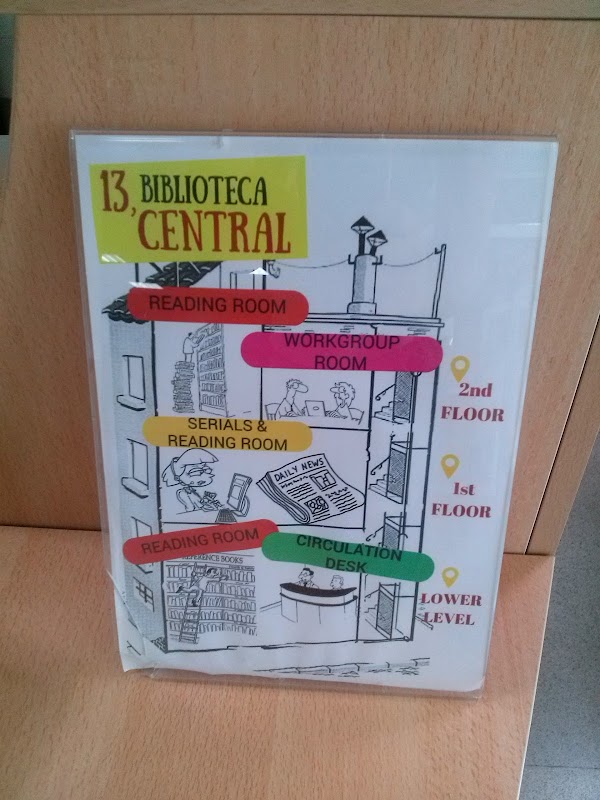 13, BIBLIOTECA
CENTRAL
READING ROOM
WORKGROUP
ROOM
2nd
FLOOR
SERIALS &
READING ROOM
DAILY NEWS
1st
FLOOR
READING ROOM
CIRCULATION
DESK
REFERENCE BOOKS
LOWER
LEVEL